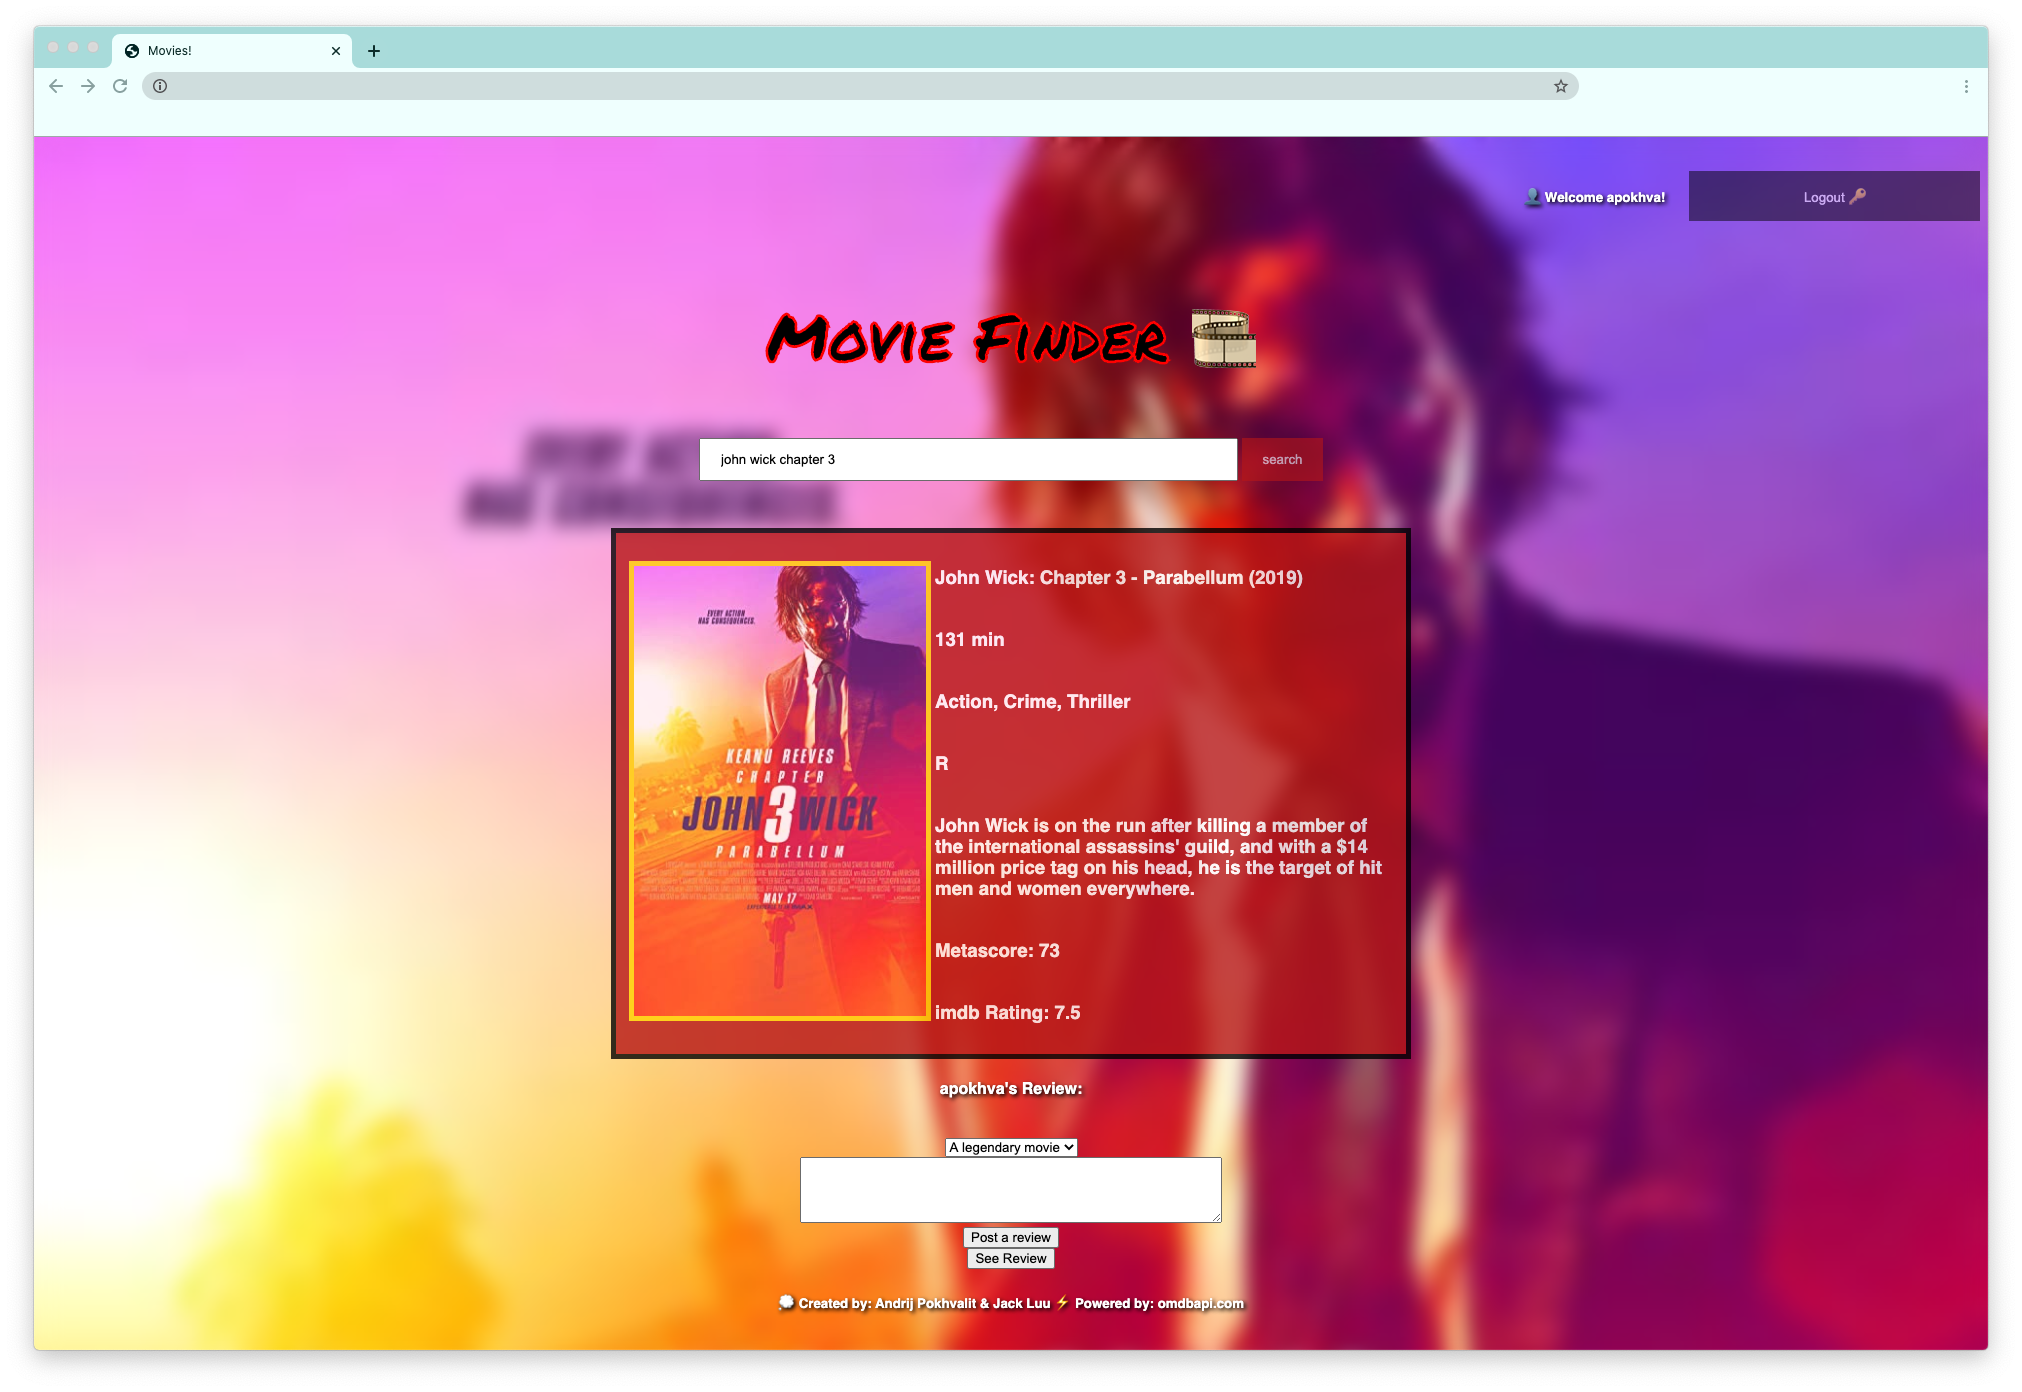 Movies!
Welcome apokhva!
Logout
MOVIE FINDER
EVERY ACTION
HAS CONSEQUENCES.
john wick chapter 3
search
EVERY ACTION
HAS CONSEQUENCES.
KEANU REEVES
CHAPTER
JOHN 3 WICK
PARABELLUM
MAY 17
John Wick: Chapter 3 - Parabellum (2019)
131 min
Action, Crime, Thriller
R
John Wick is on the run after killing a member of
the international assassins' guild, and with a $14
million price tag on his head, he is the target of hit
men and women everywhere.
Metascore: 73
imdb Rating: 7.5
apokhva's Review:
A legendary movie
Post a review
See Review
Created by: Andrij Pokhvalit & Jack Luu ⚡ Powered by: omdbapi.com